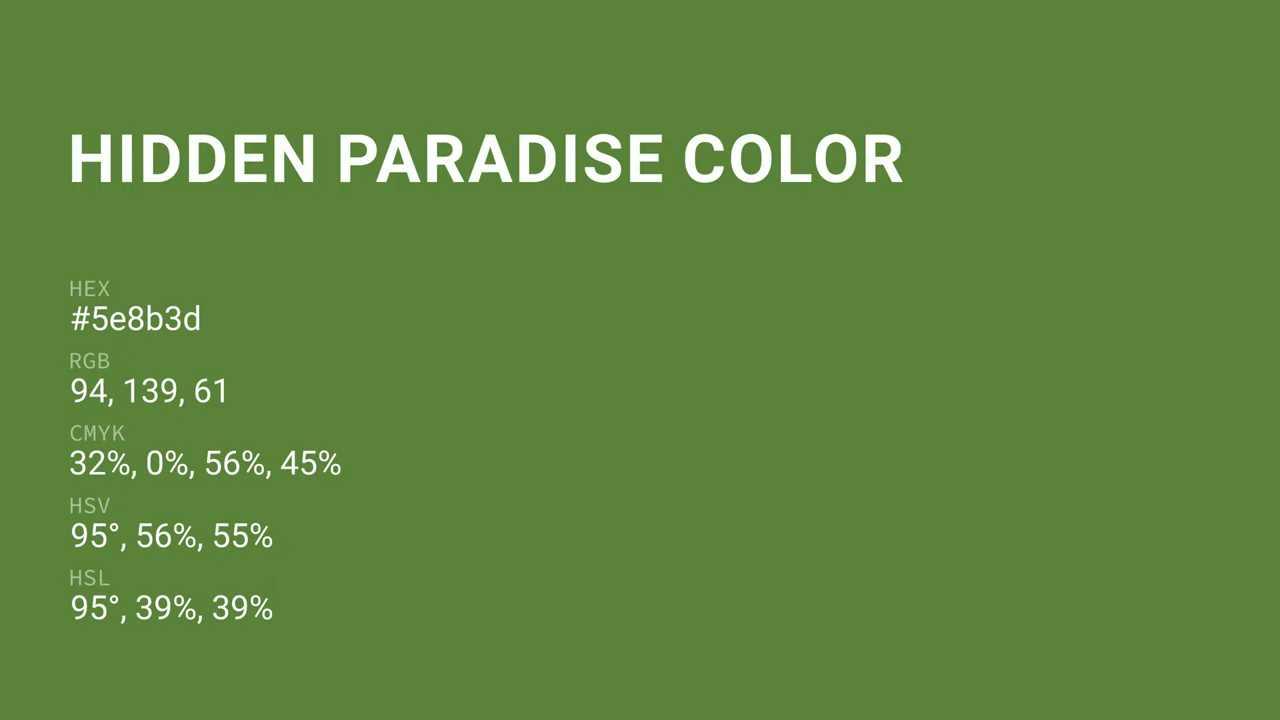 HIDDEN PARADISE COLOR
HEX
#5e8b3d
RGB
94, 139, 61
CMYK
32%, 0%, 56%, 45%
HSV
95°, 56%, 55%
HSL
95°, 39%, 39%